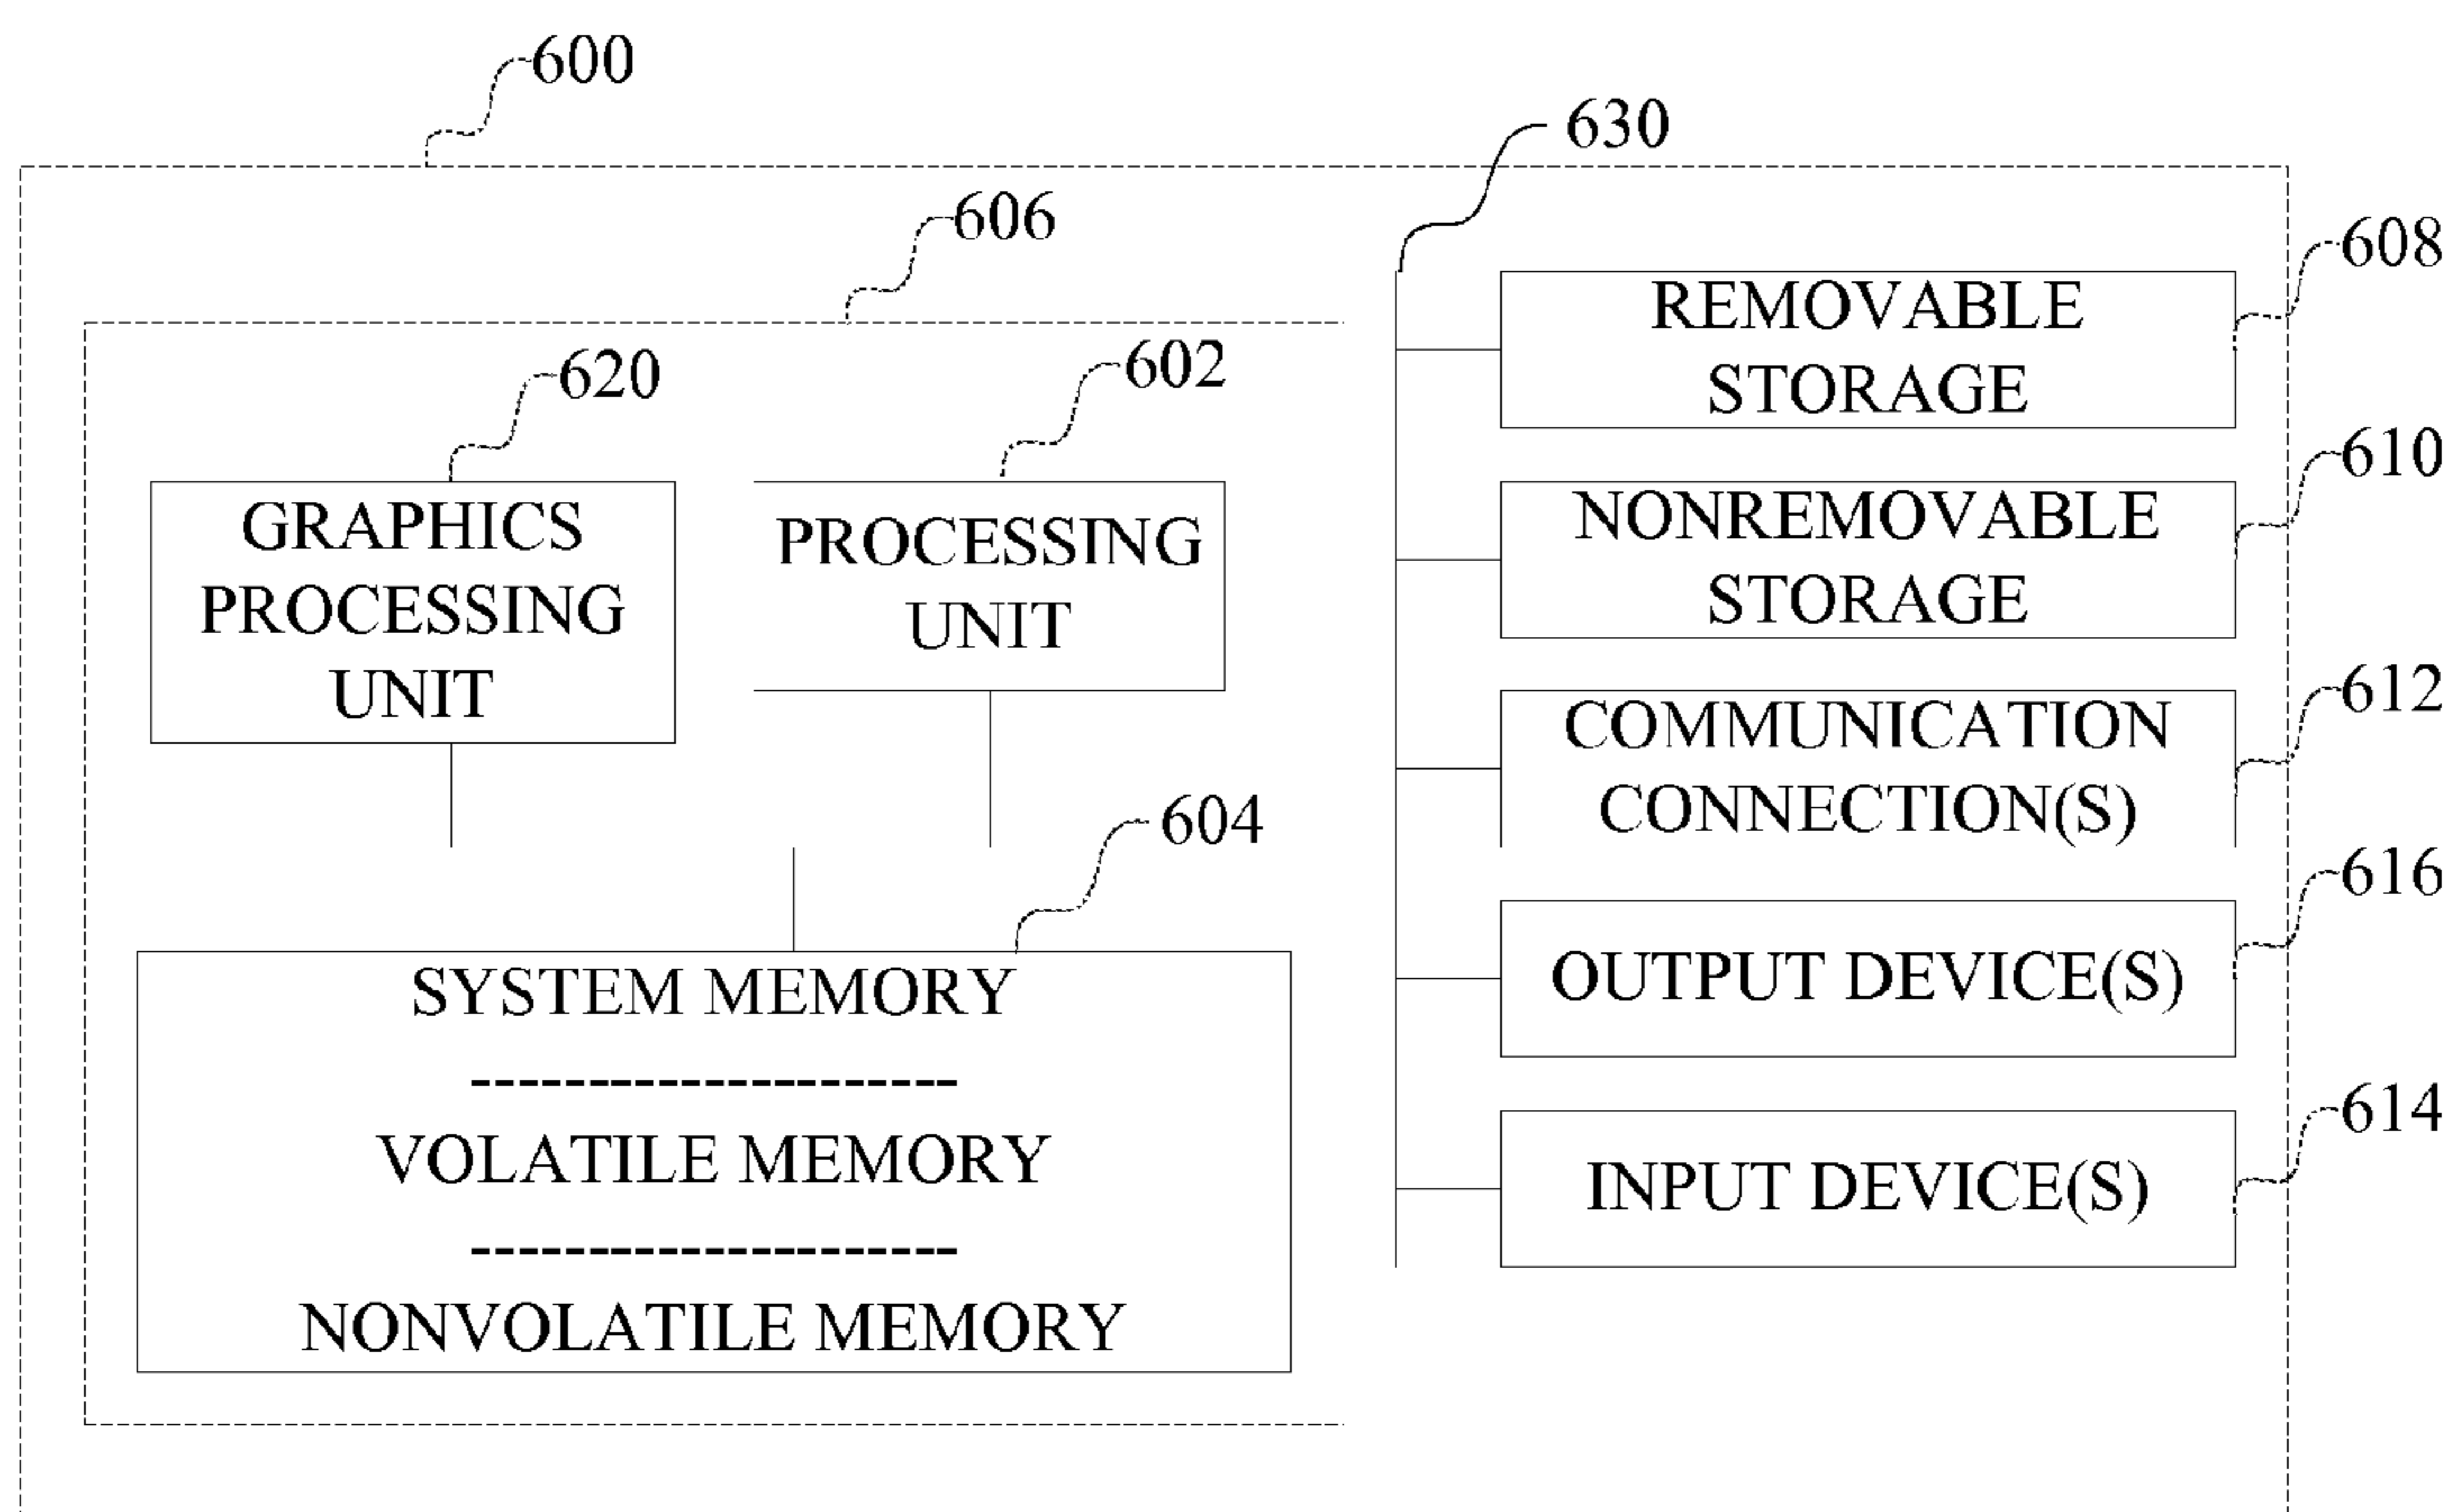 600
630
606
608
REMOVABLE
STORAGE
620
602
610
GRAPHICS
PROCESSING
UNIT
PROCESSING
UNIT
NONREMOVABLE
STORAGE
612
COMMUNICATION
CONNECTION(S)
604
616
SYSTEM MEMORY
VOLATILE MEMORY
NONVOLATILE MEMORY
OUTPUT DEVICE(S)
614
INPUT DEVICE(S)